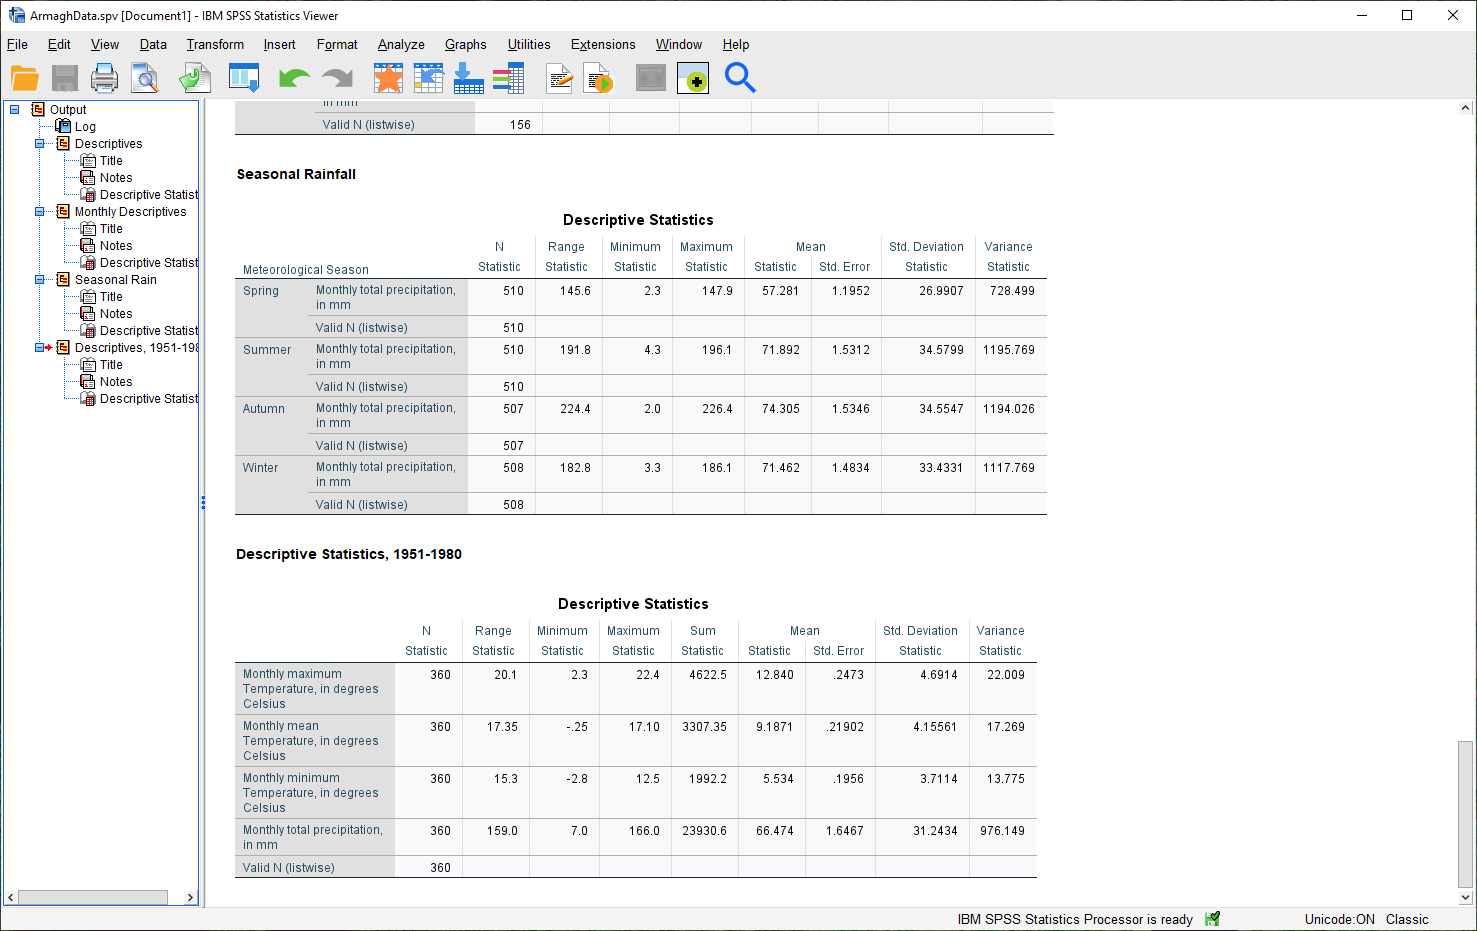 ArmaghData.spv [Document1] - IBM SPSS Statistics Viewer
File Edit View Data Transform Insert Format Analyze Graphs Utilities Extensions Window Help
Output
Log
Descriptives
Title
Notes
Descriptive Statist
Monthly Descriptives
Title
Notes
Descriptive Statist
Seasonal Rain
Title
Notes
Descriptive Statist
Descriptives, 1951-198
Title
Notes
Descriptive Statist
in mm
Valid N (listwise) 156
Seasonal Rainfall
Descriptive Statistics
N Range Minimum Maximum Mean Std. Deviation Variance
Meteorological Season Statistic Statistic Statistic Statistic Statistic Std. Error Statistic Statistic
Spring Monthly total precipitation, 510 145.6 2.3 147.9 57.281 1.1952 26.9907 728.499
in mm
Valid N (listwise) 510
Summer Monthly total precipitation, 510 191.8 4.3 196.1 71.892 1.5312 34.5799 1195.769
in mm
Valid N (listwise) 510
Autumn Monthly total precipitation, 507 224.4 2.0 226.4 74.305 1.5346 34.5547 1194.026
in mm
Valid N (listwise) 507
Winter Monthly total precipitation, 508 182.8 3.3 186.1 71.462 1.4834 33.4331 1117.769
in mm
Valid N (listwise) 508
Descriptive Statistics, 1951-1980
Descriptive Statistics
N Range Minimum Maximum Sum Mean Std. Deviation Variance
Statistic Statistic Statistic Statistic Statistic Statistic Std. Error Statistic Statistic
Monthly maximum 360 20.1 2.3 22.4 4622.5 12.840 .2473 4.6914 22.009
Temperature, in degrees
Celsius
Monthly mean 360 17.35 -.25 17.10 3307.35 9.1871 .21902 4.15561 17.269
Temperature, in degrees
Celsius
Monthly minimum 360 15.3 -2.8 12.5 1992.2 5.534 .1956 3.7114 13.775
Temperature, in degrees
Celsius
Monthly total precipitation, 360 159.0 7.0 166.0 23930.6 66.474 1.6467 31.2434 976.149
in mm
Valid N (listwise) 360
IBM SPSS Statistics Processor is ready Unicode:ON Classic